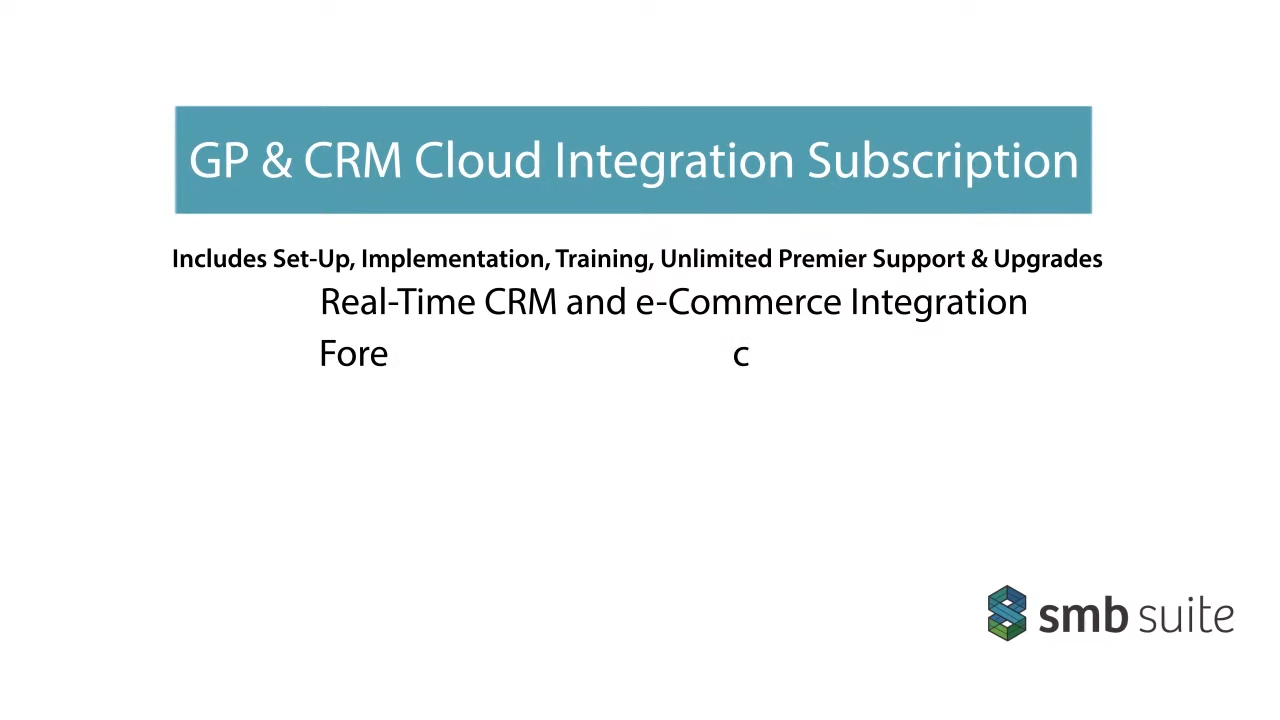 GP & CRM Cloud Integration Subscription
Includes Set-Up, Implementation, Training, Unlimited Premier Support & Upgrades
Real-Time CRM and e-Commerce Integration
Fore c
smb suite